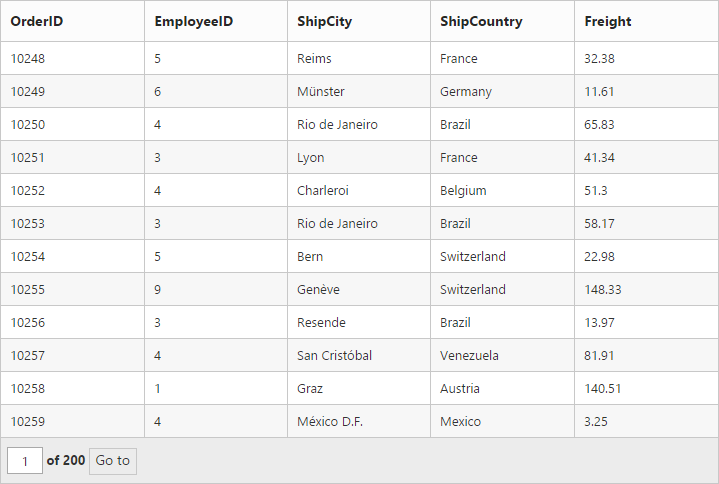 OrderID EmployeeID ShipCity ShipCountry Freight
10248 5 Reims France 32.38
10249 6 Münster Germany 11.61
10250 4 Rio de Janeiro Brazil 65.83
10251 3 Lyon France 41.34
10252 4 Charleroi Belgium 51.3
10253 3 Rio de Janeiro Brazil 58.17
10254 5 Bern Switzerland 22.98
10255 9 Genève Switzerland 148.33
10256 3 Resende Brazil 13.97
10257 4 San Cristóbal Venezuela 81.91
10258 1 Graz Austria 140.51
10259 4 México D.F. Mexico 3.25
1 of 200 Go to